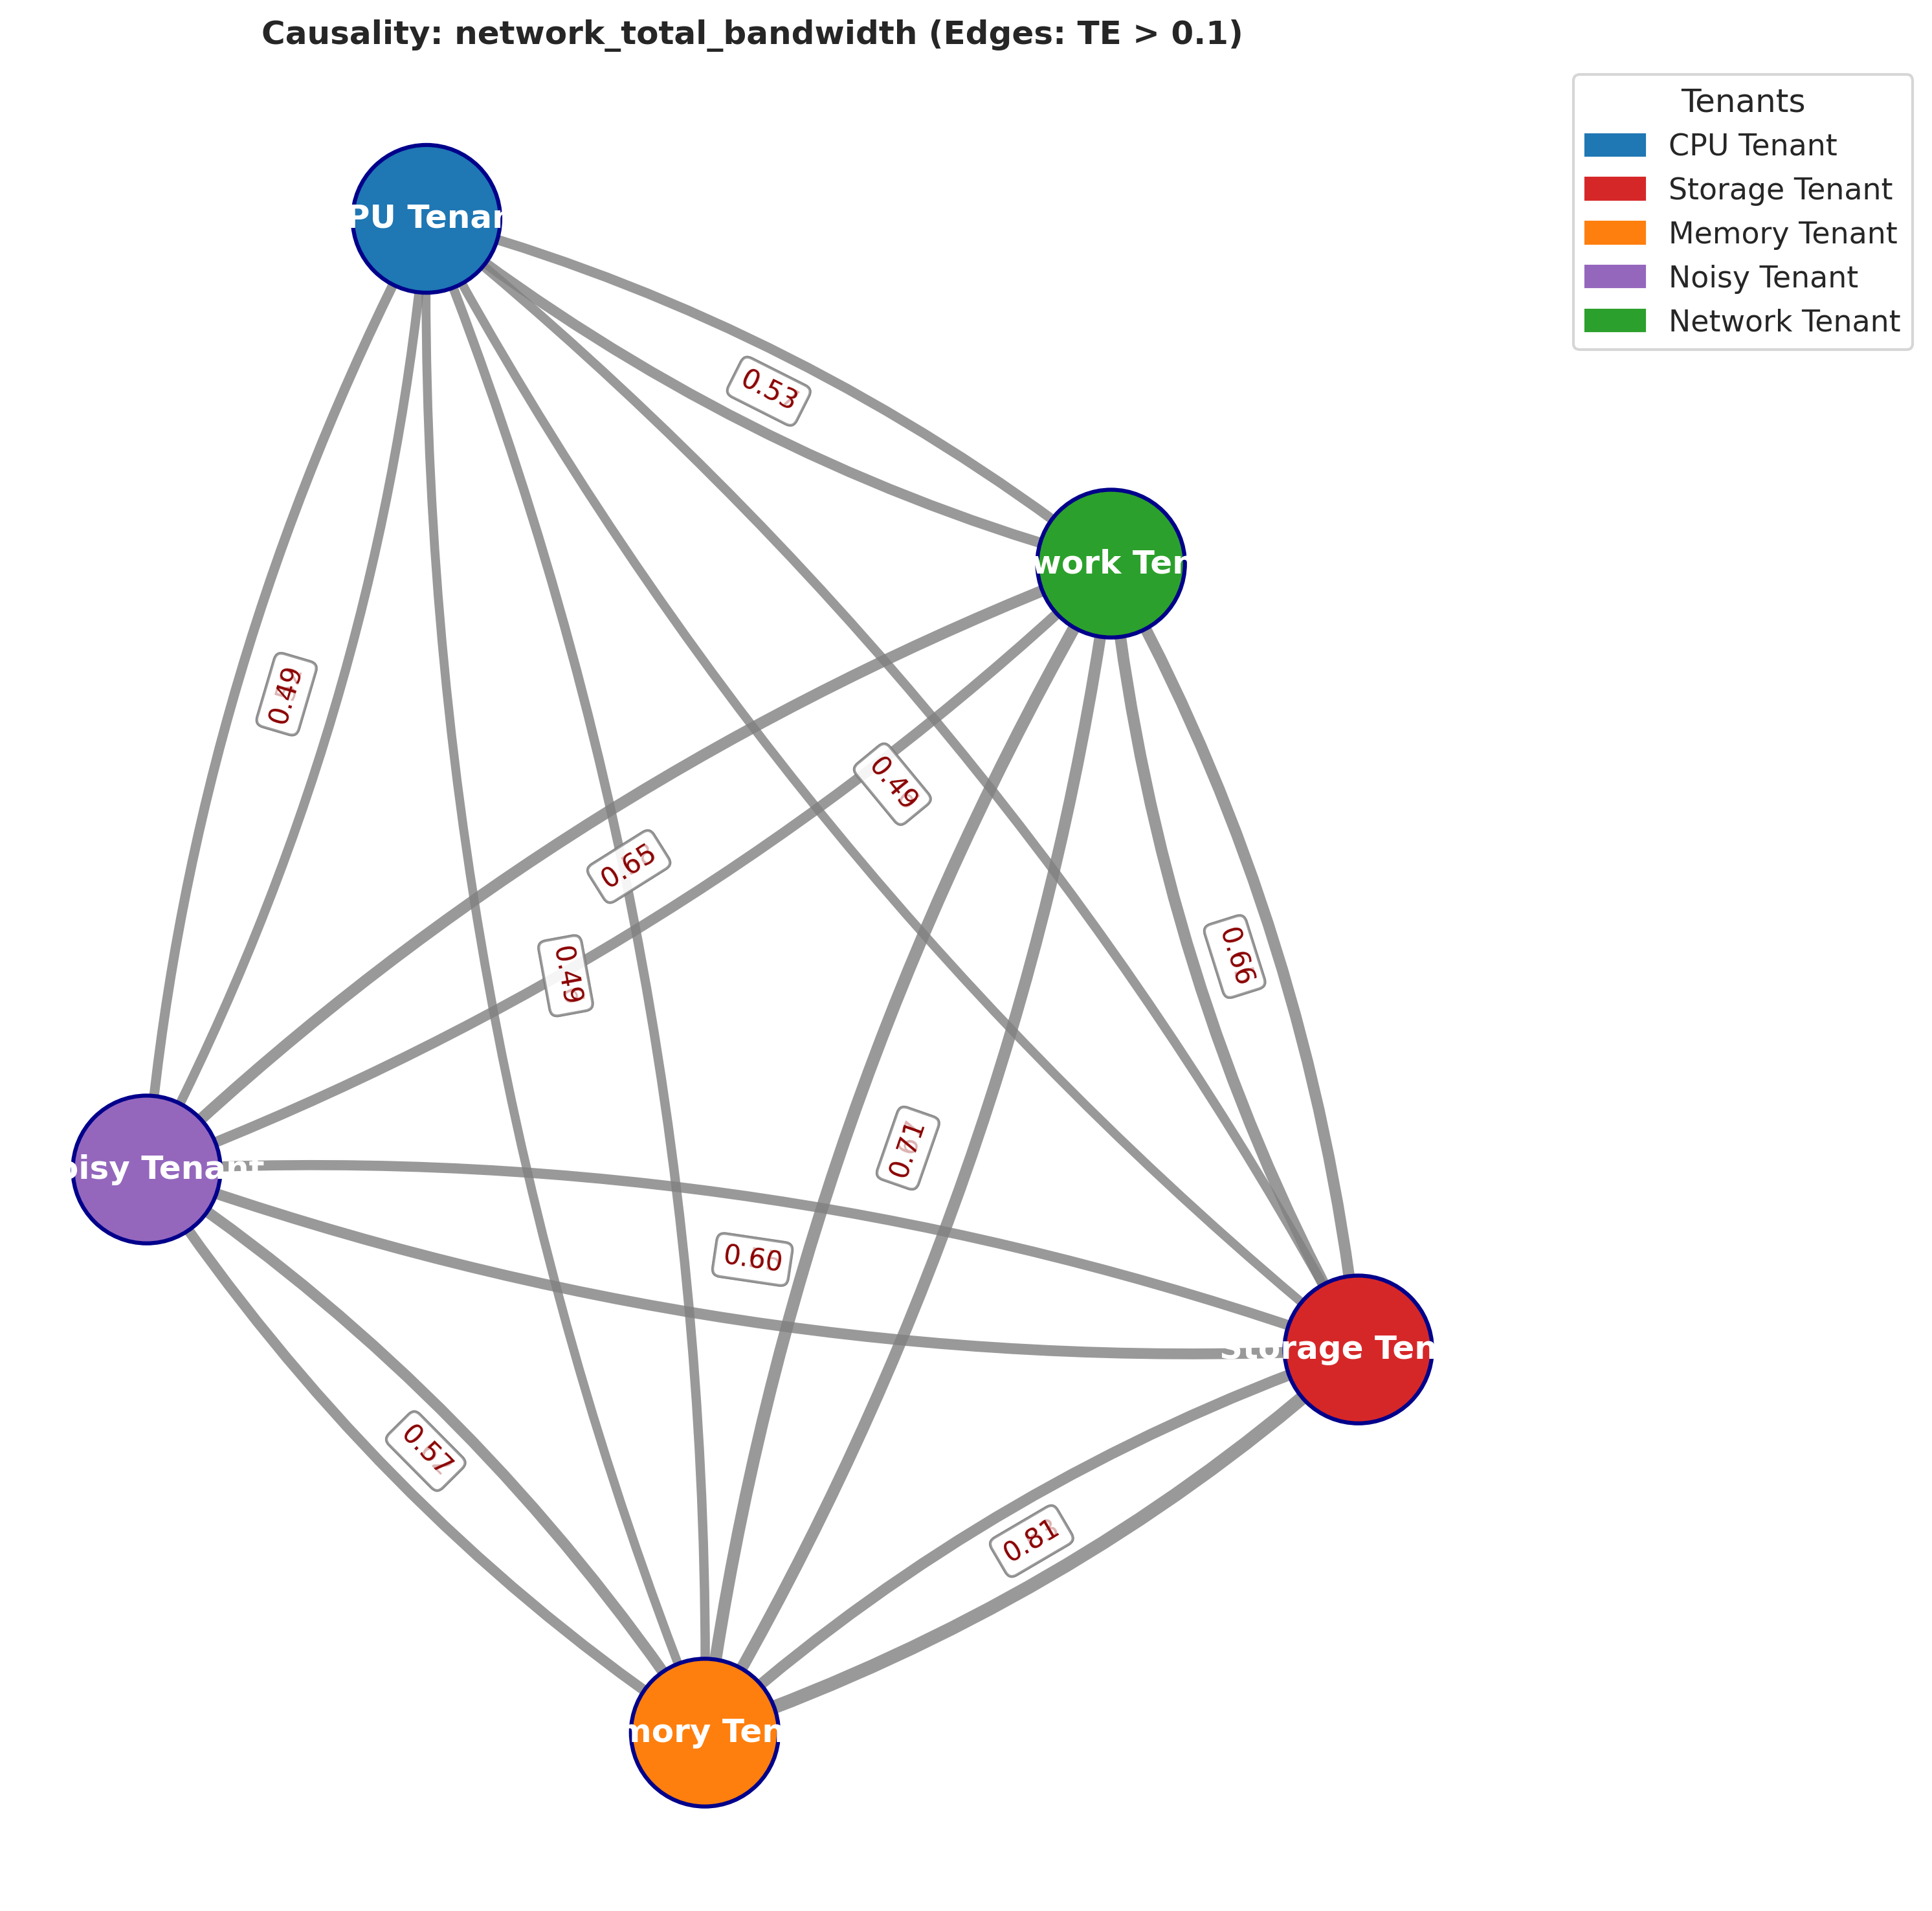 Causality: network_total_bandwidth (Edges: TE > 0.1)
Tenants
CPU Tenant
Storage Tenant
Memory Tenant
Noisy Tenant
Network Tenant
PU Tenan
0.53
work Ten
0.49
0.49
0.65
0.49
0.66
0.71
oisy Tenant
0.60
Storage Ten
0.57
0.81
mory Ten